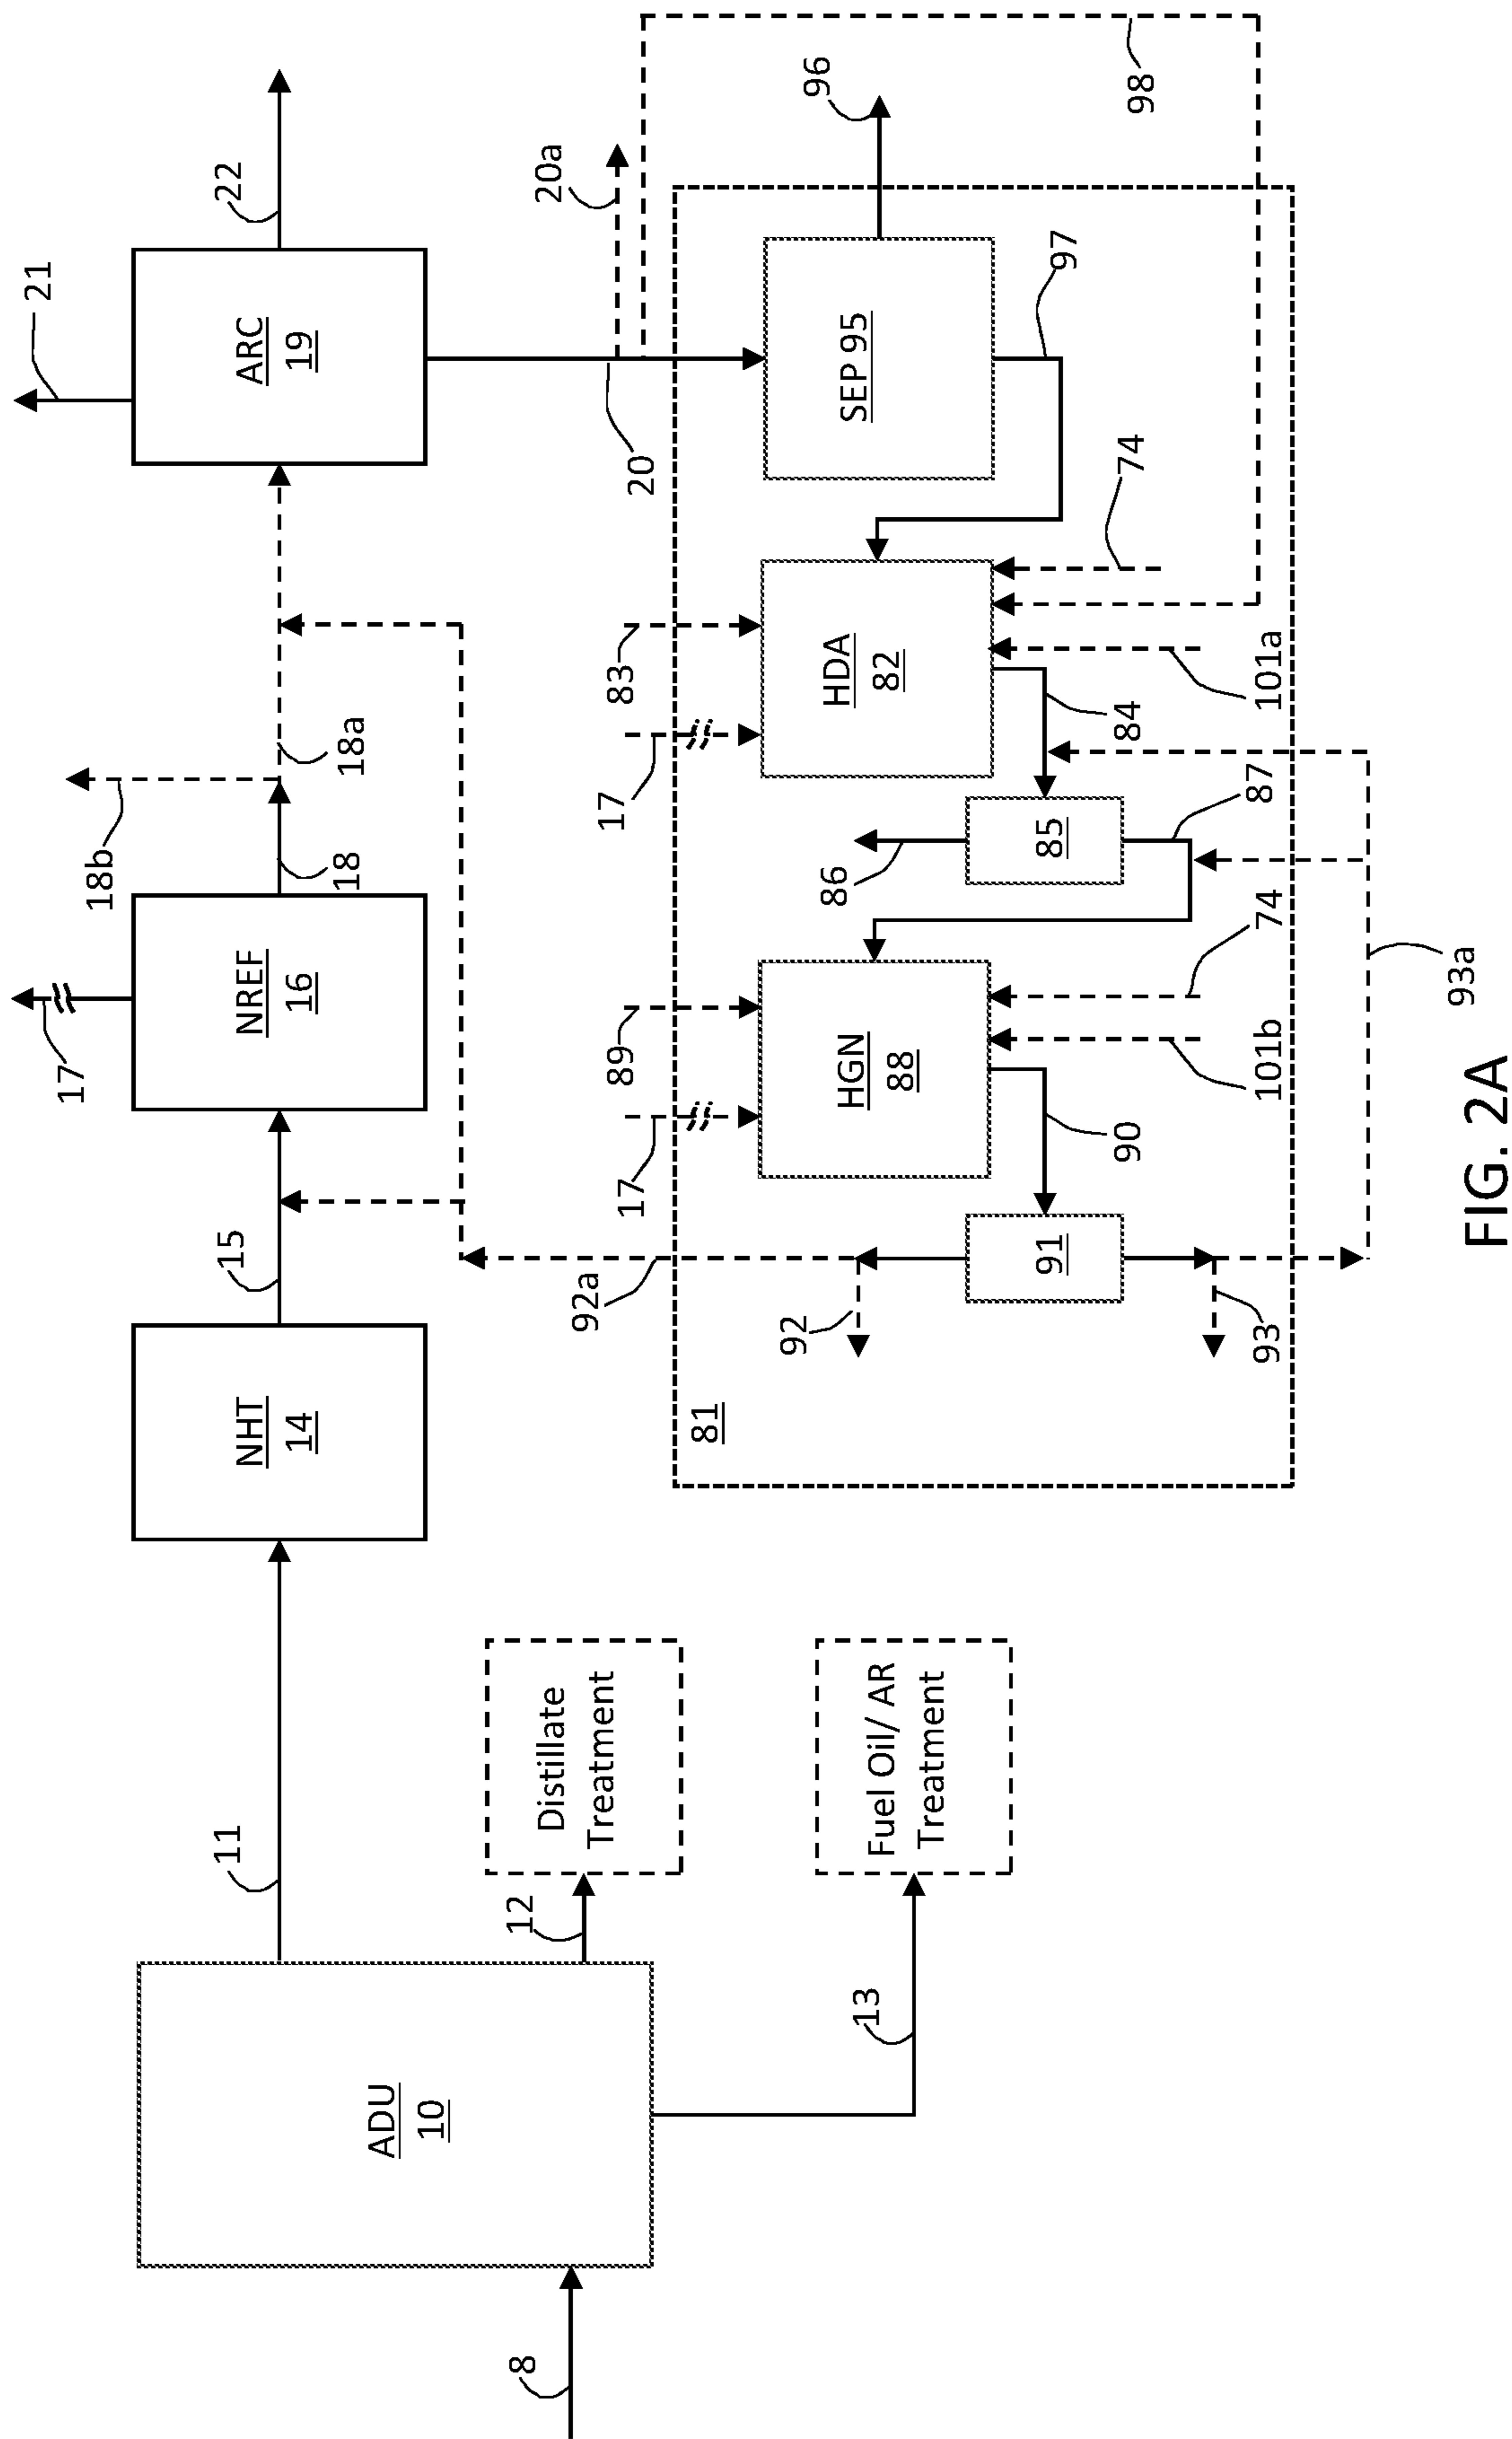 21
22
ARC
19
18b
17
NREF
16
18
18a
15
NHT
14
11
ADU
10
8
12
Distillate
Treatment
13
Fuel Oil/ AR
Treatment
20
20a
96
98
SEP 95
97
83
17
HDA
82
74
101a
84
85
86
87
89
17
HGN
88
74
101b
90
91
92a
92
93
93a
81
FIG. 2A